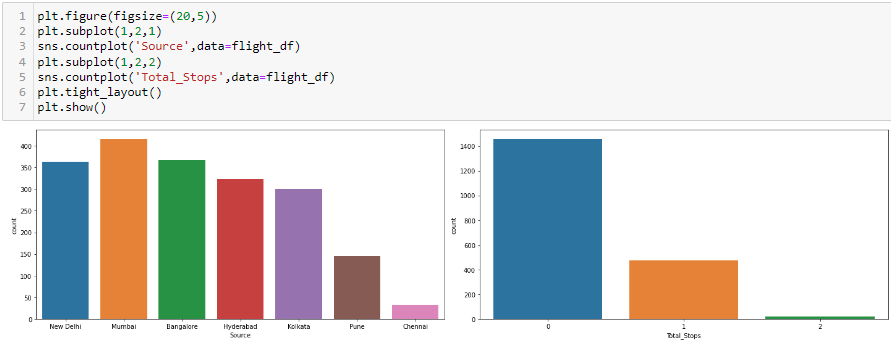 1 plt.figure(figsize=(20,5))
2 plt.subplot(1,2,1)
3 sns.countplot('Source',data=flight_df)
4 plt.subplot(1,2,2)
5 sns.countplot('Total_Stops',data=flight_df)
6 plt.tight_layout()
7 plt.show()
400
350
300
250
200
150
100
50
0
count
New Delhi Mumbai Bangalore Hyderabad Kolkata Pune Chennai
Source
1400
1200
1000
800
600
400
200
0
count
0 1 2
Total_Stops